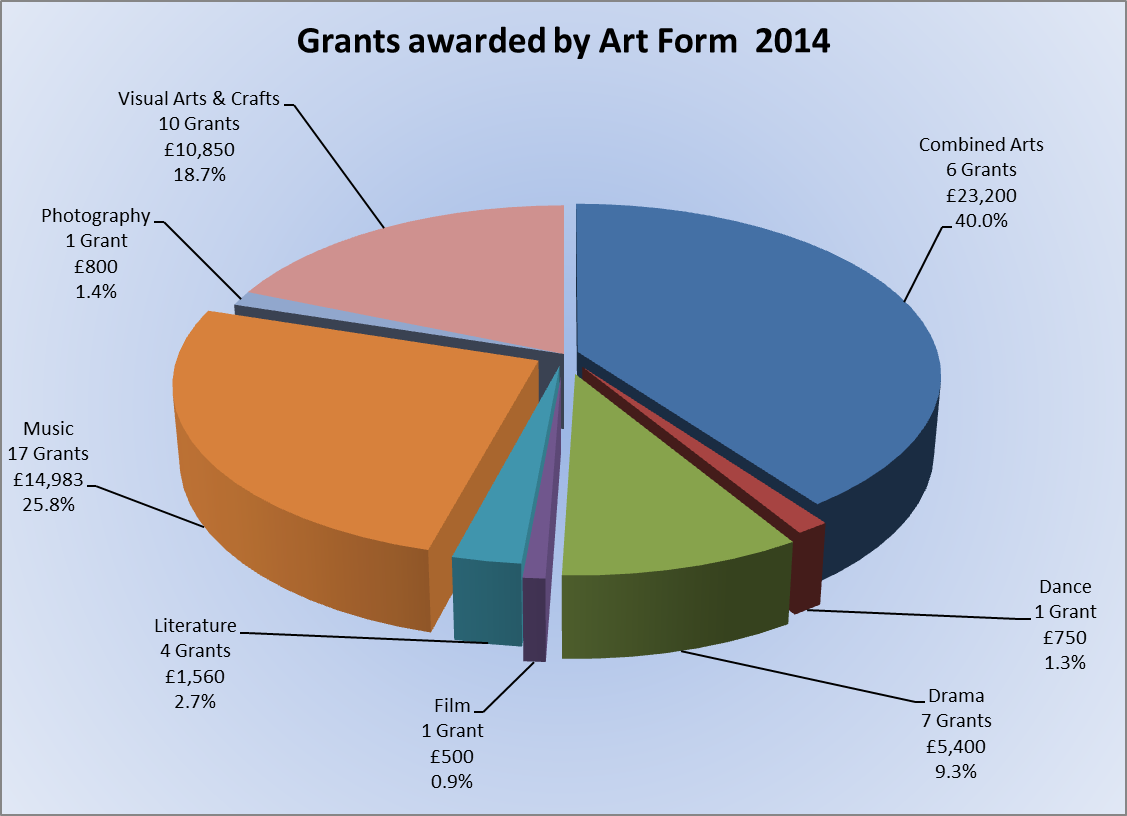 Grants awarded by Art Form  2014
Visual Arts & Crafts
10 Grants
£10,850
18.7%
Combined Arts
6 Grants
£23,200
40.0%
Photography
1 Grant
£800
1.4%
Music
17 Grants
£14,983
25.8%
Dance
1 Grant
£750
1.3%
Literature
4 Grants
£1,560
2.7%
Film
1 Grant
£500
0.9%
Drama
7 Grants
£5,400
9.3%